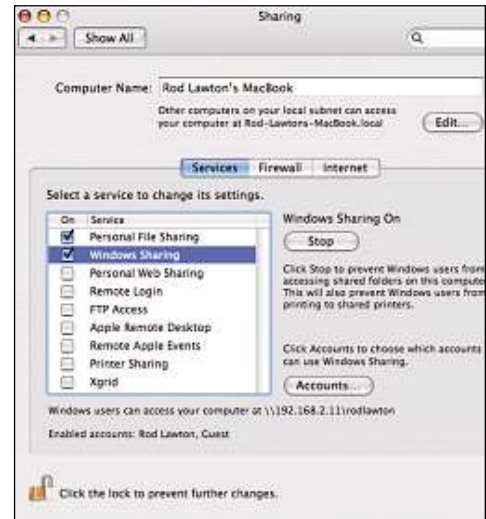 Sharing
Show All
Computer Name: Rod Lawton's MacBook
Other computers on your local subnet can access
your computer at Rod-Lawtons-MacBook.local
Edit...
Services Firewall Internet
Select a service to change its settings.
On Service
Personal File Sharing
Windows Sharing
Personal Web Sharing
Remote Login
FTP Access
Apple Remote Desktop
Remote Apple Events
Printer Sharing
Xgrid
Windows Sharing On
Stop
Click Stop to prevent Windows users from
accessing shared folders on this compute
This will also prevent Windows users from
printing to shared printers.
Click Accounts to choose which accounts
can use Windows Sharing.
Accounts...
Windows users can access your computer at \\192.168.2.11\rodlawton
Enabled accounts: Rod Lawton, Guest
Click the lock to prevent further changes.